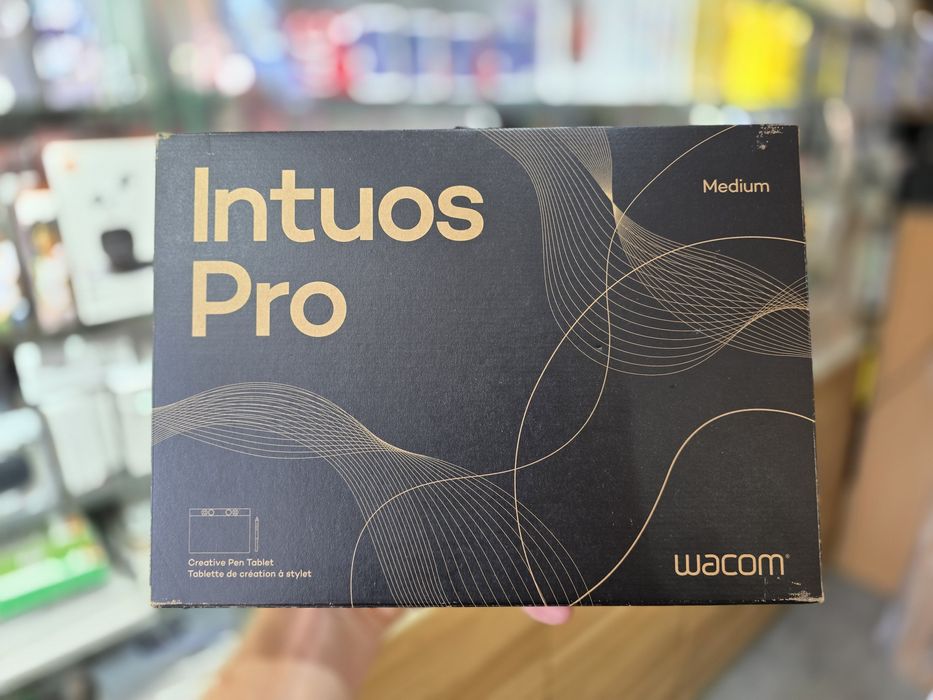 Intuos
Pro
Medium
Creative Pen Tablet
Tablette de création à stylet
wacom®